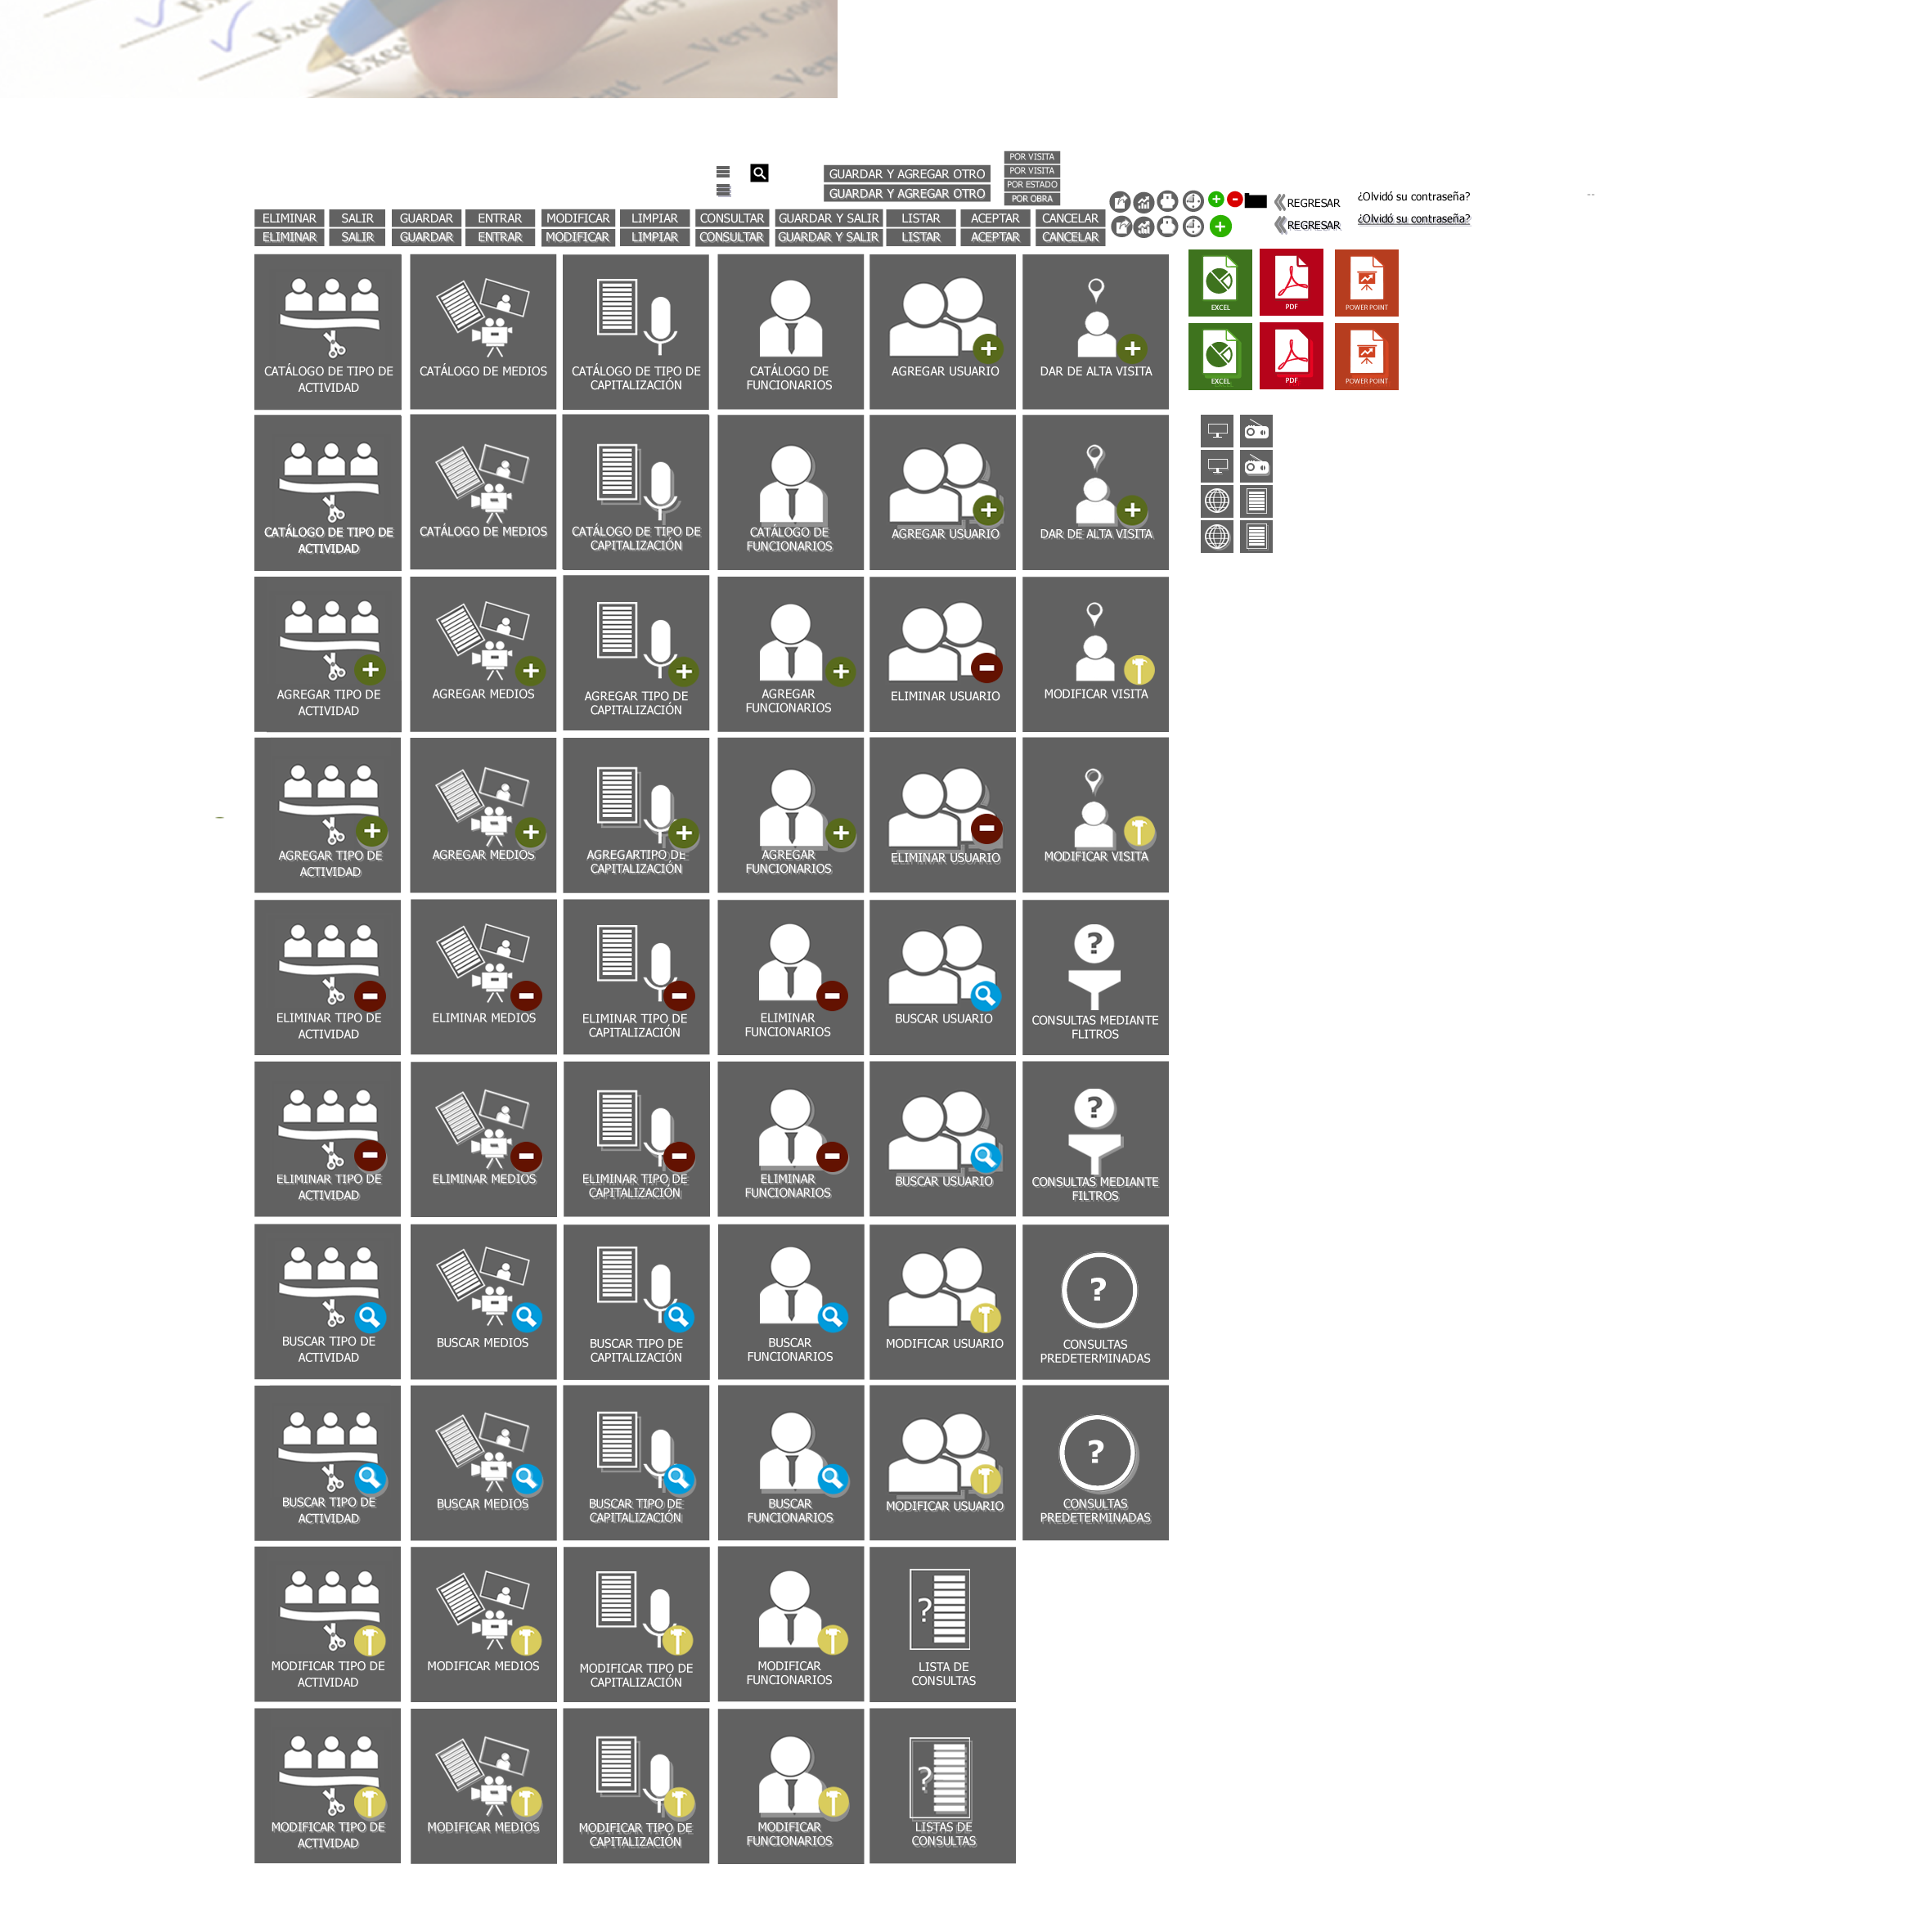 Excell
Very
Very Good
Very
POR VISITA
POR VISITA
POR ESTADO
POR OBRA
GUARDAR Y AGREGAR OTRO
GUARDAR Y AGREGAR OTRO
REGRESAR
REGRESAR
¿Olvidó su contraseña?
¿Olvidó su contraseña?
ELIMINAR SALIR GUARDAR ENTRAR MODIFICAR LIMPIAR CONSULTAR GUARDAR Y SALIR LISTAR ACEPTAR CANCELAR
ELIMINAR SALIR GUARDAR ENTRAR MODIFICAR LIMPIAR CONSULTAR GUARDAR Y SALIR LISTAR ACEPTAR CANCELAR
EXCEL PDF POWER POINT
EXCEL PDF POWER POINT
CATÁLOGO DE TIPO DE
ACTIVIDAD
CATÁLOGO DE MEDIOS
CATÁLOGO DE TIPO DE
CAPITALIZACIÓN
CATÁLOGO DE
FUNCIONARIOS
AGREGAR USUARIO
DAR DE ALTA VISITA
CATÁLOGO DE TIPO DE
ACTIVIDAD
CATÁLOGO DE MEDIOS
CATÁLOGO DE TIPO DE
CAPITALIZACIÓN
CATÁLOGO DE
FUNCIONARIOS
AGREGAR USUARIO
DAR DE ALTA VISITA
AGREGAR TIPO DE
ACTIVIDAD
AGREGAR MEDIOS
AGREGAR TIPO DE
CAPITALIZACIÓN
AGREGAR
FUNCIONARIOS
ELIMINAR USUARIO
MODIFICAR VISITA
AGREGAR TIPO DE
ACTIVIDAD
AGREGAR MEDIOS
AGREGARTIPO DE
CAPITALIZACIÓN
AGREGAR
FUNCIONARIOS
ELIMINAR USUARIO
MODIFICAR VISITA
ELIMINAR TIPO DE
ACTIVIDAD
ELIMINAR MEDIOS
ELIMINAR TIPO DE
CAPITALIZACIÓN
ELIMINAR
FUNCIONARIOS
BUSCAR USUARIO
?
CONSULTAS MEDIANTE
FLITROS
ELIMINAR TIPO DE
ACTIVIDAD
ELIMINAR MEDIOS
ELIMINAR TIPO DE
CAPITALIZACIÓN
ELIMINAR
FUNCIONARIOS
BUSCAR USUARIO
?
CONSULTAS MEDIANTE
FILTROS
BUSCAR TIPO DE
ACTIVIDAD
BUSCAR MEDIOS
BUSCAR TIPO DE
CAPITALIZACIÓN
BUSCAR
FUNCIONARIOS
MODIFICAR USUARIO
?
CONSULTAS
PREDETERMINADAS
BUSCAR TIPO DE
ACTIVIDAD
BUSCAR MEDIOS
BUSCAR TIPO DE
CAPITALIZACIÓN
BUSCAR
FUNCIONARIOS
MODIFICAR USUARIO
?
CONSULTAS
PREDETERMINADAS
MODIFICAR TIPO DE
ACTIVIDAD
MODIFICAR MEDIOS
MODIFICAR TIPO DE
CAPITALIZACIÓN
MODIFICAR
FUNCIONARIOS
?
LISTA DE
CONSULTAS
MODIFICAR TIPO DE
ACTIVIDAD
MODIFICAR MEDIOS
MODIFICAR TIPO DE
CAPITALIZACIÓN
MODIFICAR
FUNCIONARIOS
?
LISTAS DE
CONSULTAS